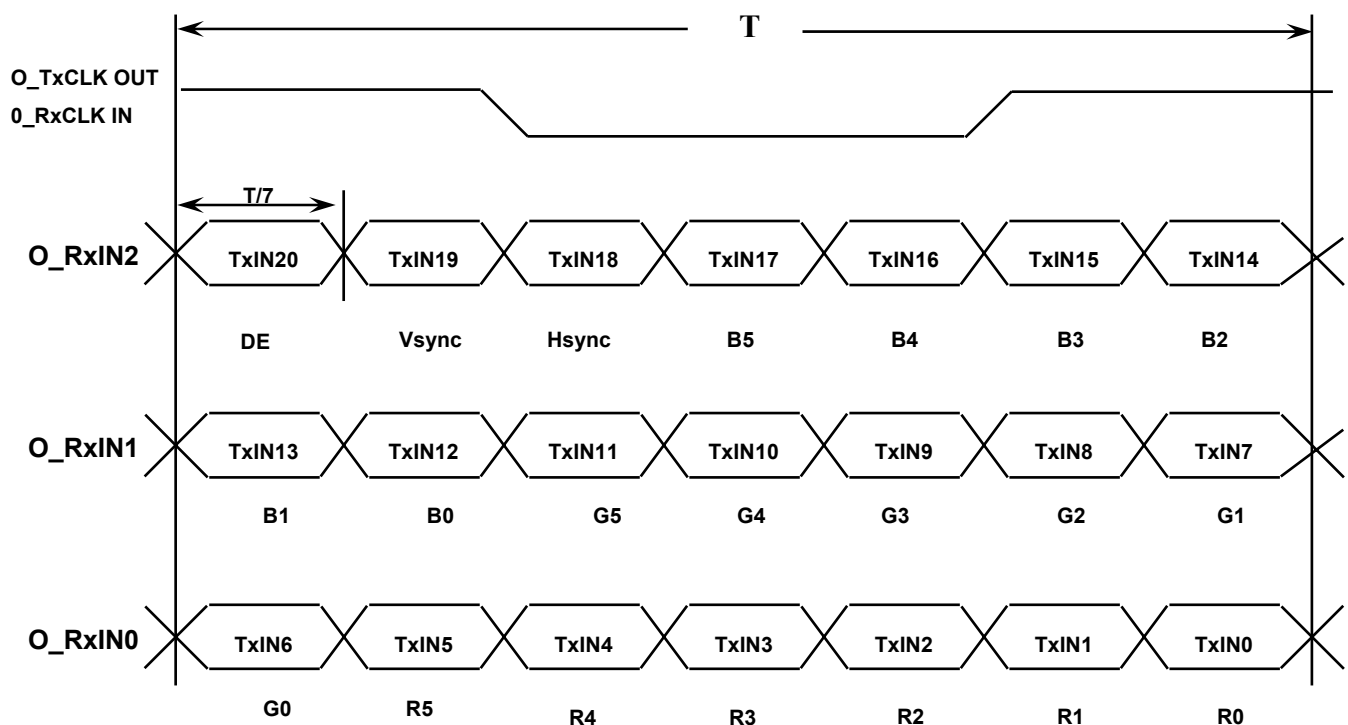 T
O_TxCLK OUT
0_RxCLK IN
T/7
O_RxIN2 TxIN20 TxIN19 TxIN18 TxIN17 TxIN16 TxIN15 TxIN14
DE Vsync Hsync B5 B4 B3 B2
O_RxIN1 TxIN13 TxIN12 TxIN11 TxIN10 TxIN9 TxIN8 TxIN7
B1 B0 G5 G4 G3 G2 G1
O_RxIN0 TxIN6 TxIN5 TxIN4 TxIN3 TxIN2 TxIN1 TxIN0
G0 R5 R4 R3 R2 R1 R0